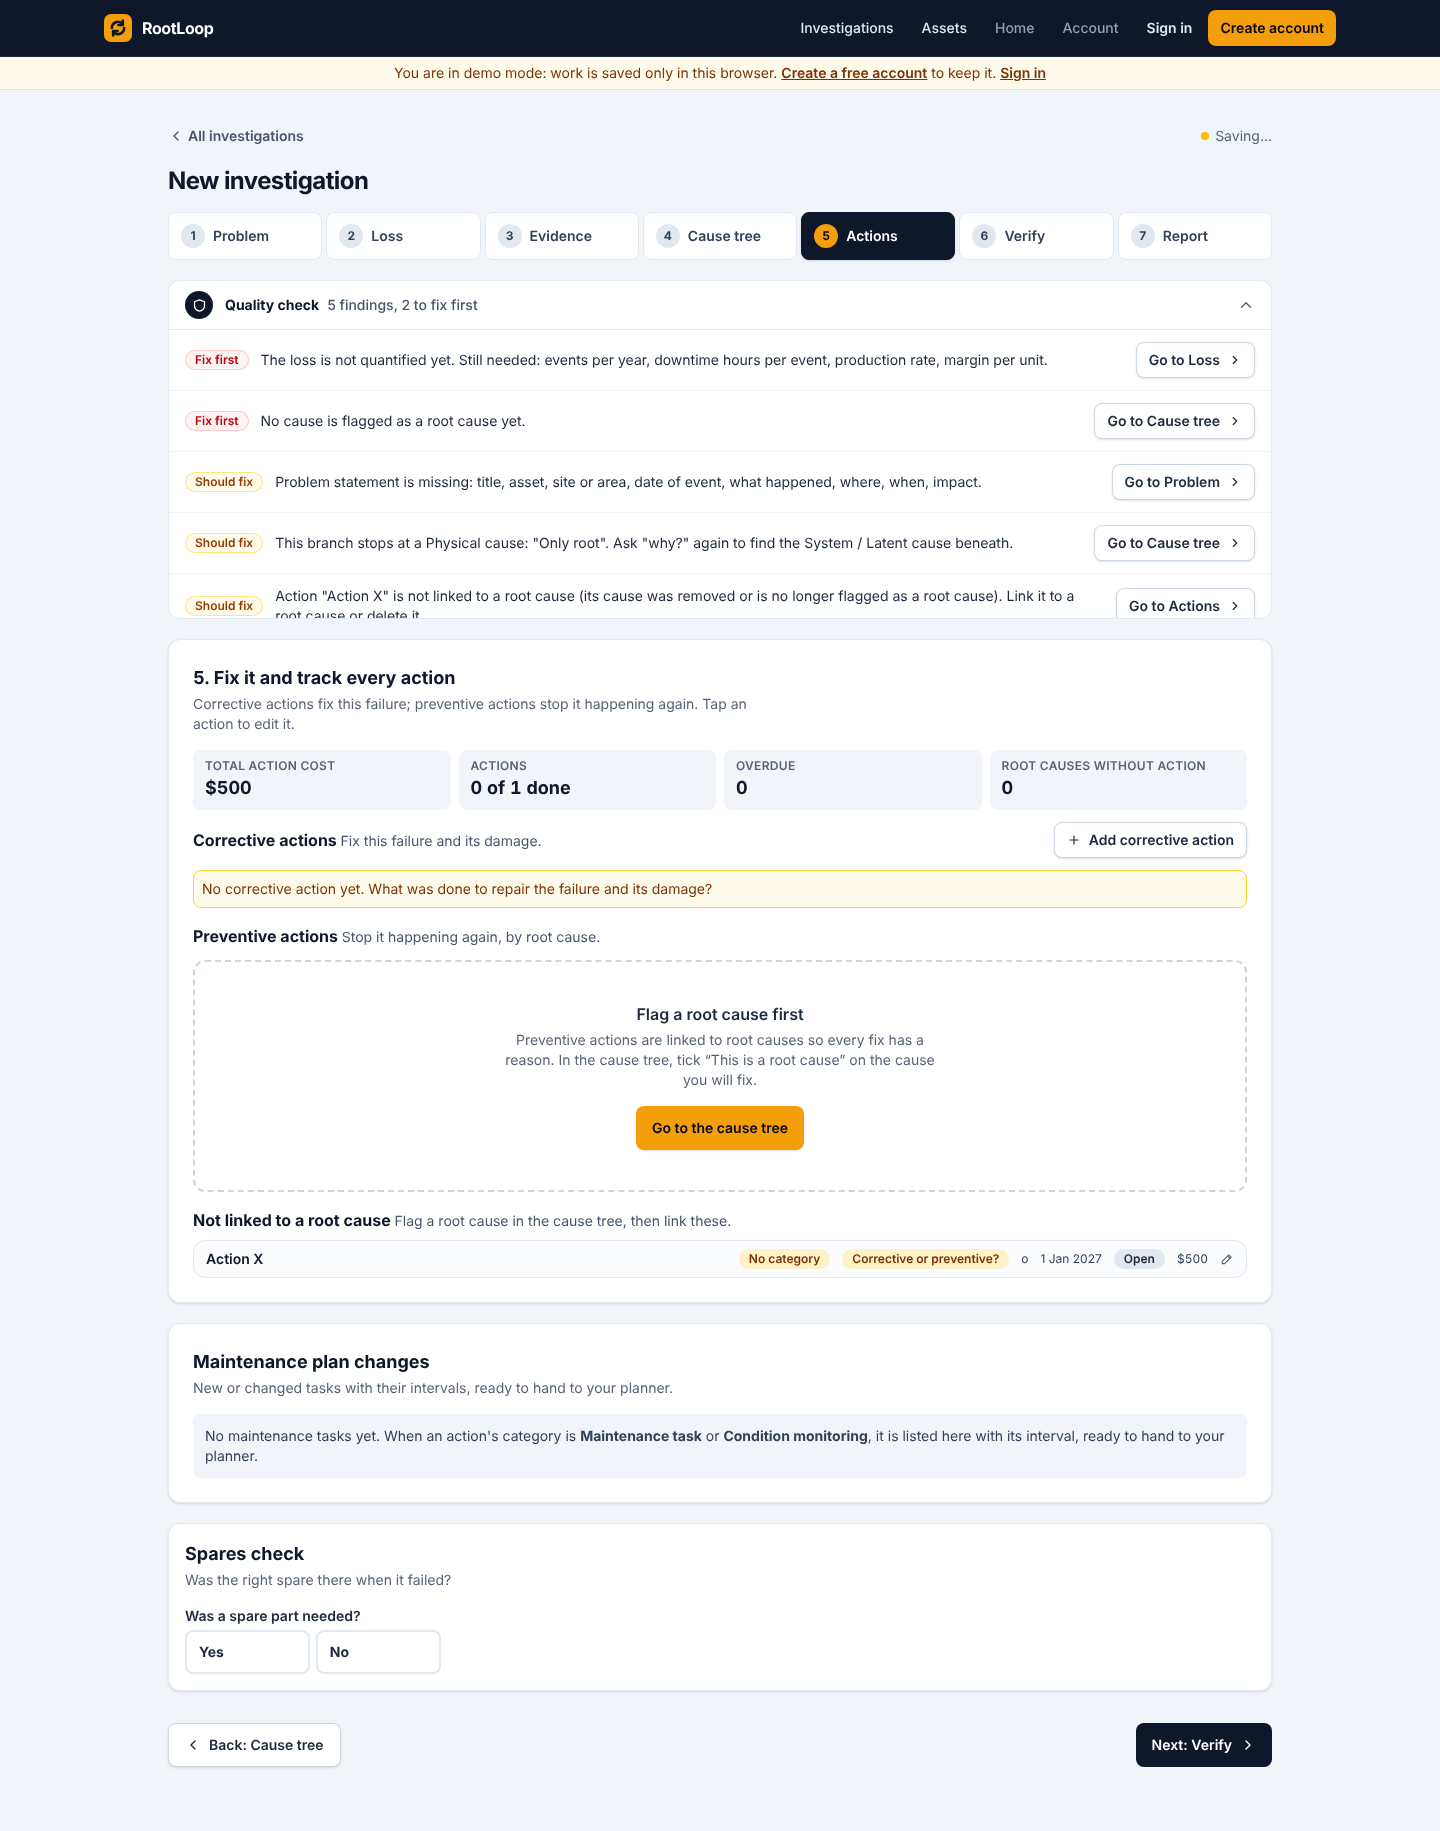 RootLoop
Investigations
Assets
Home
Account
Sign in
Create account
You are in demo mode: work is saved only in this browser. Create a free account to keep it. Sign in
All investigations
Saving...
New investigation
1 Problem
2 Loss
3 Evidence
4 Cause tree
5 Actions
6 Verify
7 Report
Quality check 5 findings, 2 to fix first
Fix first The loss is not quantified yet. Still needed: events per year, downtime hours per event, production rate, margin per unit. Go to Loss
Fix first No cause is flagged as a root cause yet. Go to Cause tree
Should fix Problem statement is missing: title, asset, site or area, date of event, what happened, where, when, impact. Go to Problem
Should fix This branch stops at a Physical cause: "Only root". Ask "why?" again to find the System / Latent cause beneath. Go to Cause tree
Should fix Action "Action X" is not linked to a root cause (its cause was removed or is no longer flagged as a root cause). Link it to a
root cause or delete it.
Go to Actions
5. Fix it and track every action
Corrective actions fix this failure; preventive actions stop it happening again. Tap an
action to edit it.
TOTAL ACTION COST
$500
ACTIONS
0 of 1 done
OVERDUE
0
ROOT CAUSES WITHOUT ACTION
0
Corrective actions Fix this failure and its damage.
+ Add corrective action
No corrective action yet. What was done to repair the failure and its damage?
Preventive actions Stop it happening again, by root cause.
Flag a root cause first
Preventive actions are linked to root causes so every fix has a
reason. In the cause tree, tick “This is a root cause” on the cause
you will fix.
Go to the cause tree
Not linked to a root cause Flag a root cause in the cause tree, then link these.
Action X No category Corrective or preventive? o 1 Jan 2027 Open $500
Maintenance plan changes
New or changed tasks with their intervals, ready to hand to your planner.
No maintenance tasks yet. When an action's category is Maintenance task or Condition monitoring, it is listed here with its interval, ready to hand to your
planner.
Spares check
Was the right spare there when it failed?
Was a spare part needed?
Yes
No
Back: Cause tree
Next: Verify